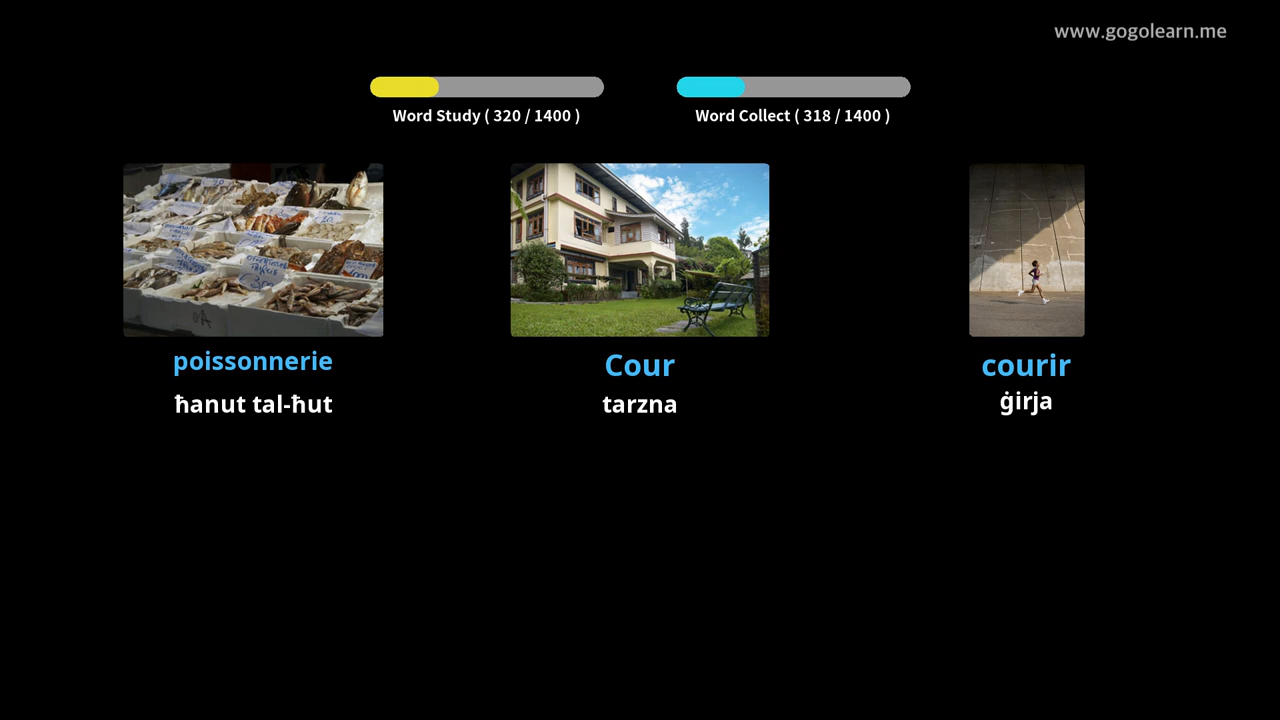 www.gogolearn.me
Word Study ( 320 / 1400 )
Word Collect ( 318 / 1400 )
poissonnerie
Cour
courir
ħanut tal-ħut
tarzna
ġirja